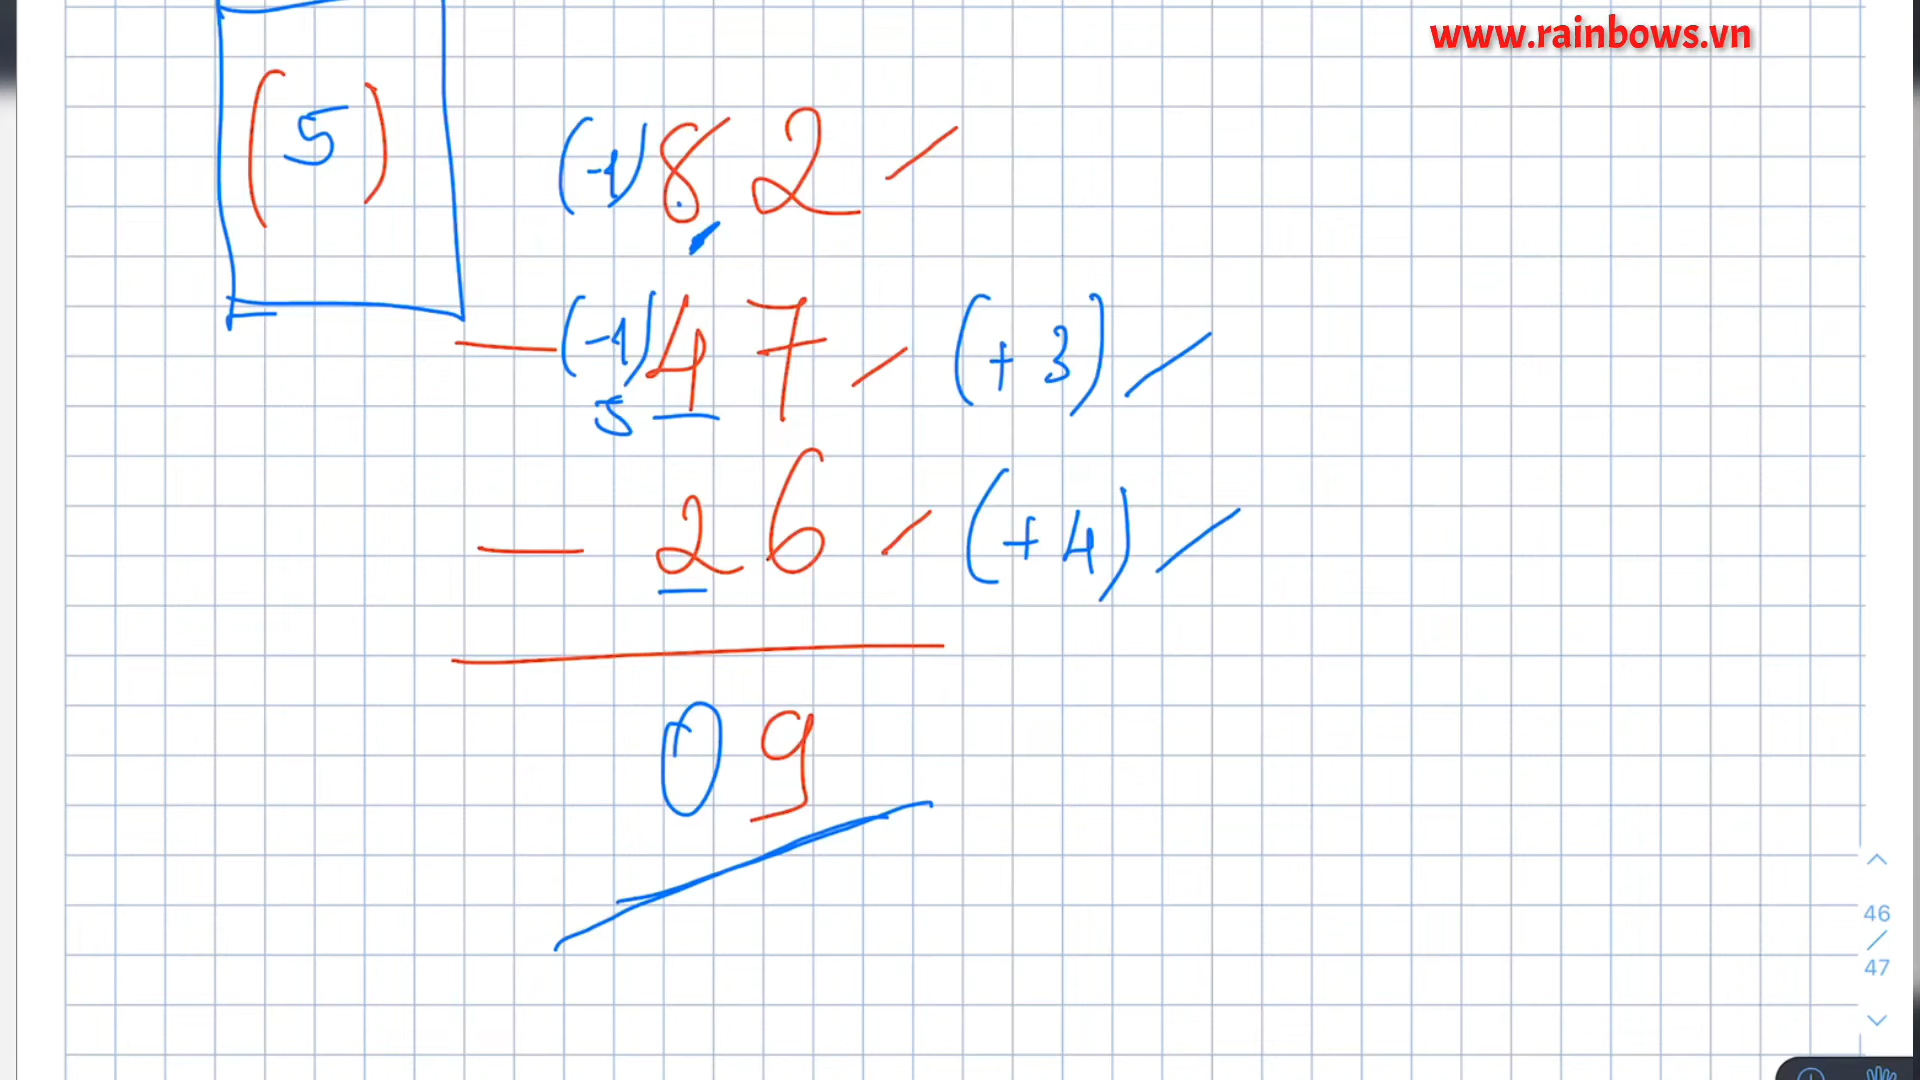 www.rainbows.vn
(5)
(-1) 8 2
- (-1) 4 7 (+3)
5
- 2 6 (+4)
0 9
46
/
47